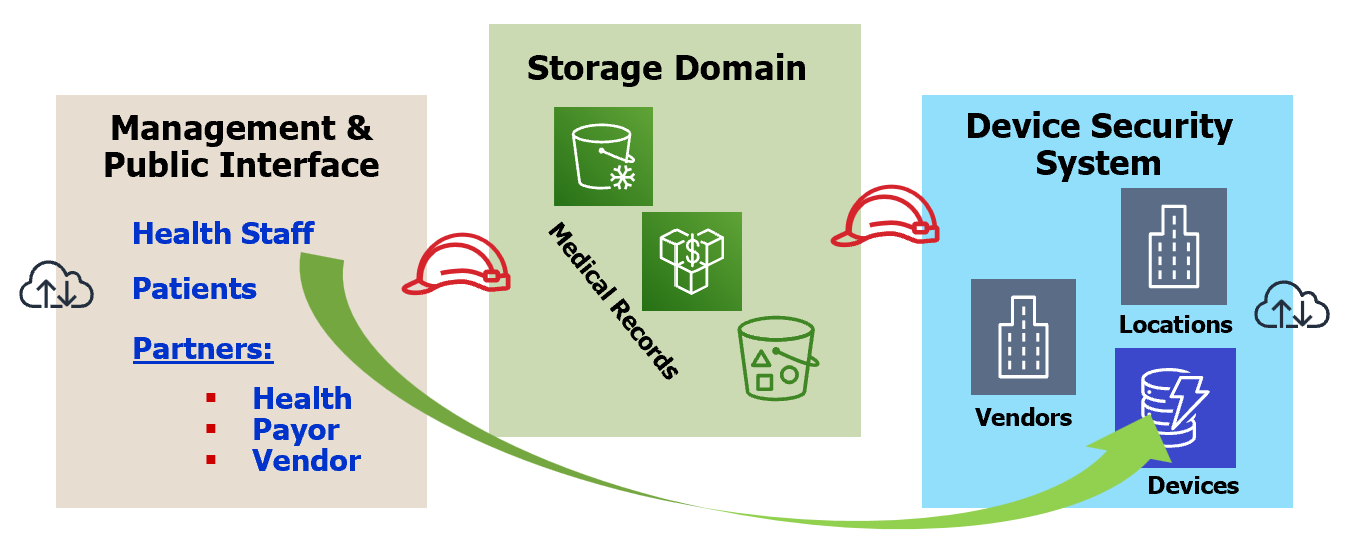 Management &
Public Interface
Health Staff
Patients
Partners:
▪ Health
▪ Payor
▪ Vendor
Storage Domain
$
Medical Records
Device Security
System
Locations
Vendors
Devices